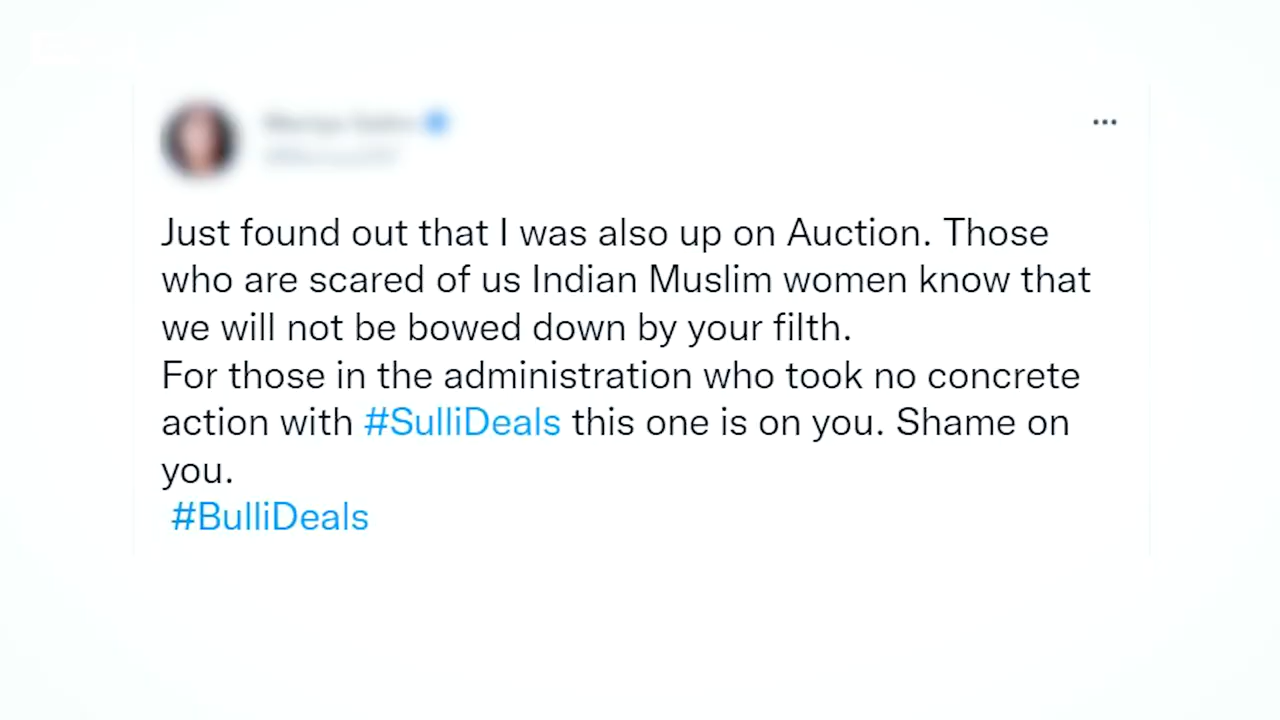 Just found out that I was also up on Auction. Those
who are scared of us Indian Muslim women know that
we will not be bowed down by your filth.
For those in the administration who took no concrete
action with #SulliDeals this one is on you. Shame on
you.
#BulliDeals